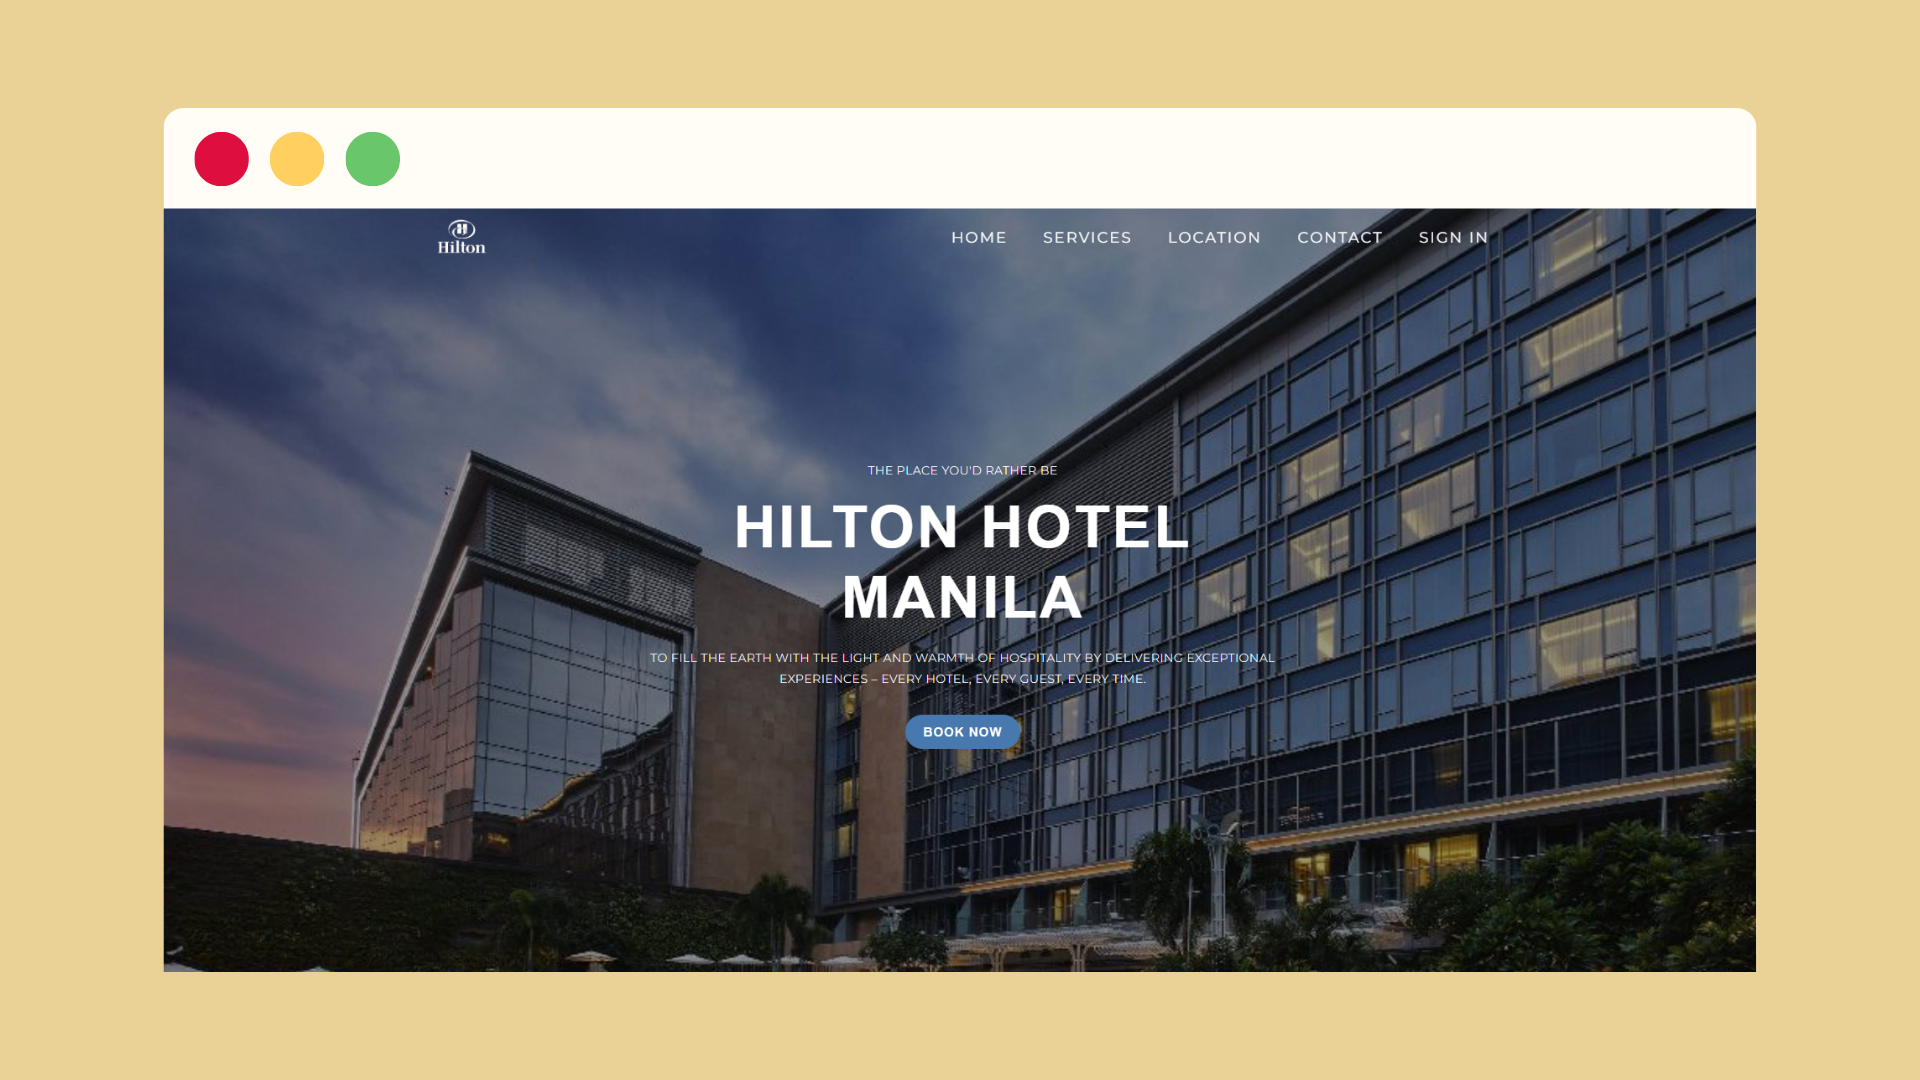 Hilton
HOME SERVICES LOCATION CONTACT SIGN IN
THE PLACE YOU'D RATHER BE
HILTON HOTEL
MANILA
TO FILL THE EARTH WITH THE LIGHT AND WARMTH OF HOSPITALITY BY DELIVERING EXCEPTIONAL
EXPERIENCES – EVERY HOTEL, EVERY GUEST, EVERY TIME.
BOOK NOW